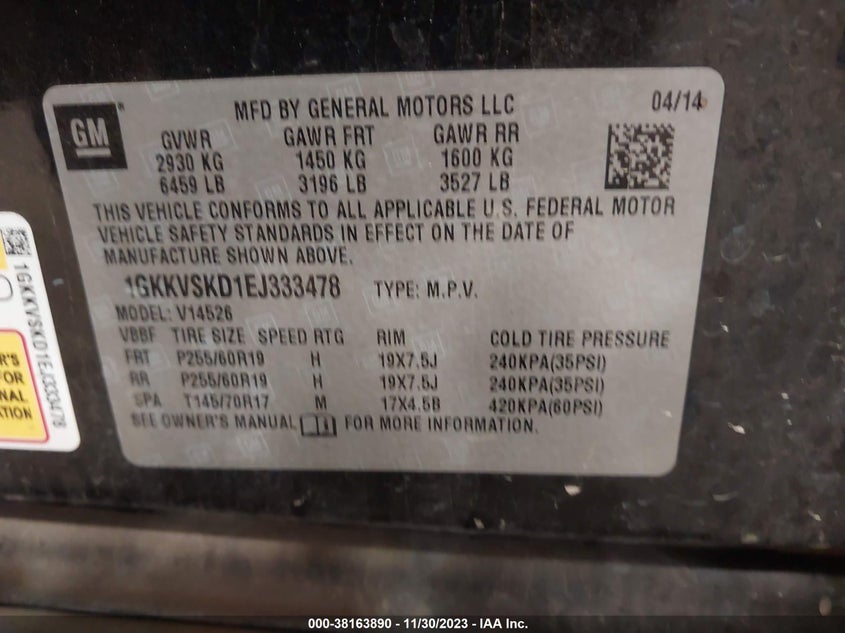 GM
MFD BY GENERAL MOTORS LLC 04/14
GVWR GAWR FRT GAWR RR
2930 KG 1450 KG 1600 KG
6459 LB 3196 LB 3527 LB
THIS VEHICLE CONFORMS TO ALL APPLICABLE U.S. FEDERAL MOTOR
VEHICLE SAFETY STANDARDS IN EFFECT ON THE DATE OF
MANUFACTURE SHOWN ABOVE.
1GKKVSKD1EJ333478 TYPE: M.P.V.
MODEL: V14526
VBBF TIRE SIZE SPEED RTG RIM COLD TIRE PRESSURE
FRT P255/60R19 H 19X7.5J 240KPA(35PSI)
RR P255/60R19 H 19X7.5J 240KPA(35PSI)
SPA T145/70R17 M 17X4.5B 420KPA(60PSI)
SEE OWNER'S MANUAL FOR MORE INFORMATION.
1GKKVSKD1EJ333478
R'S
FOR
NAL
ATION
000-38163890 - 11/30/2023 - IAA Inc.